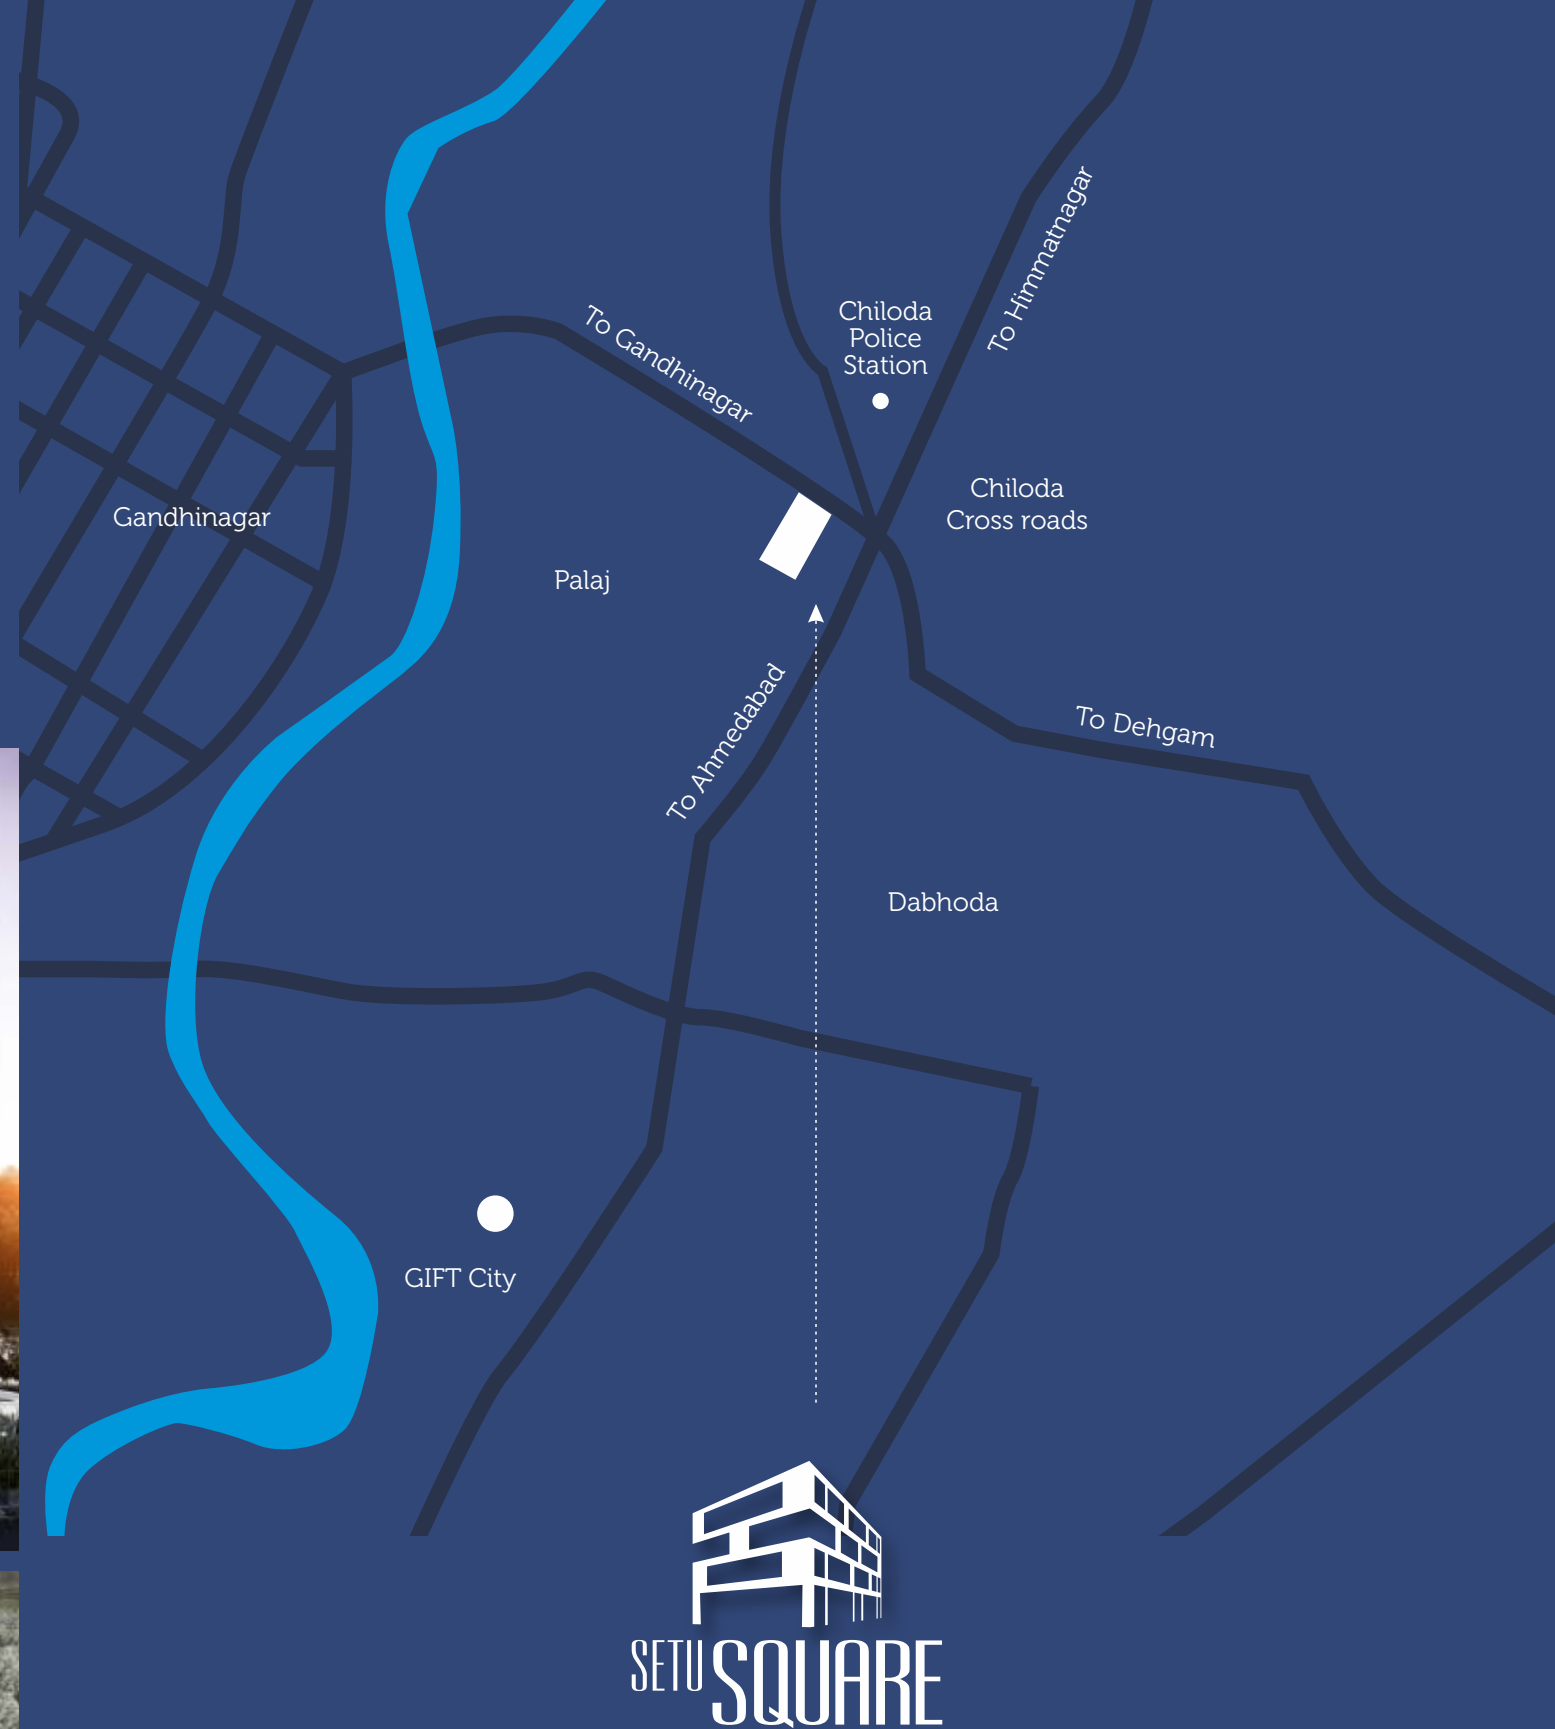 To Himmatnagar
To Gandhinagar
Chiloda
Police
Station
Chiloda
Cross roads
Gandhinagar
Palaj
To Ahmedabad
To Dehgam
Dabhoda
GIFT City
SETU SQUARE